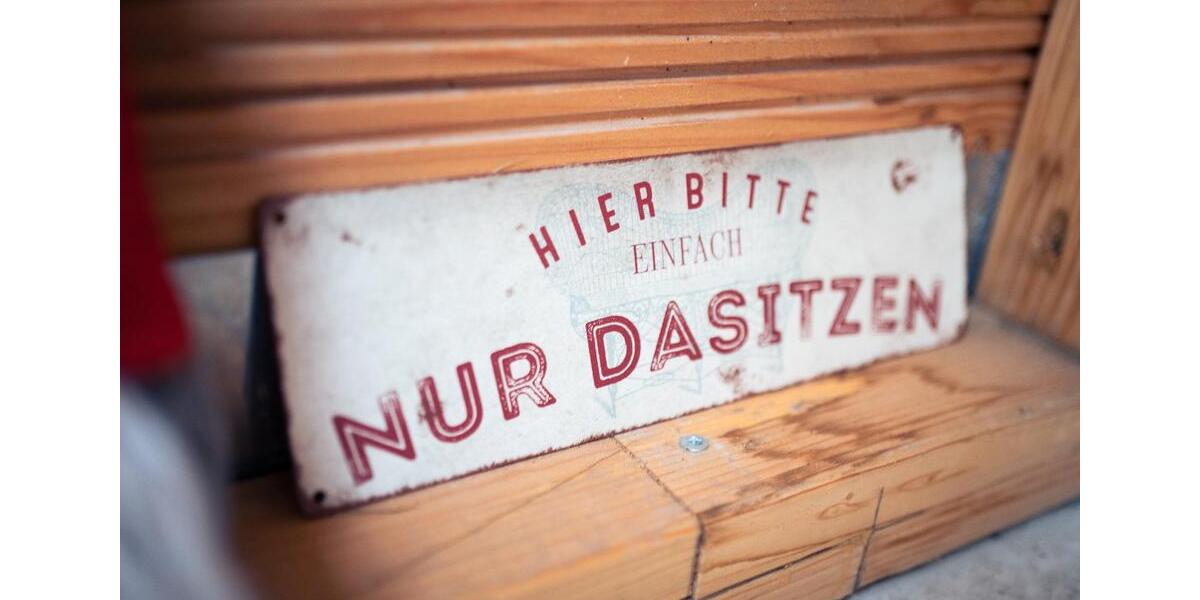 HIER BITTE
EINFACH
NUR DASITZEN